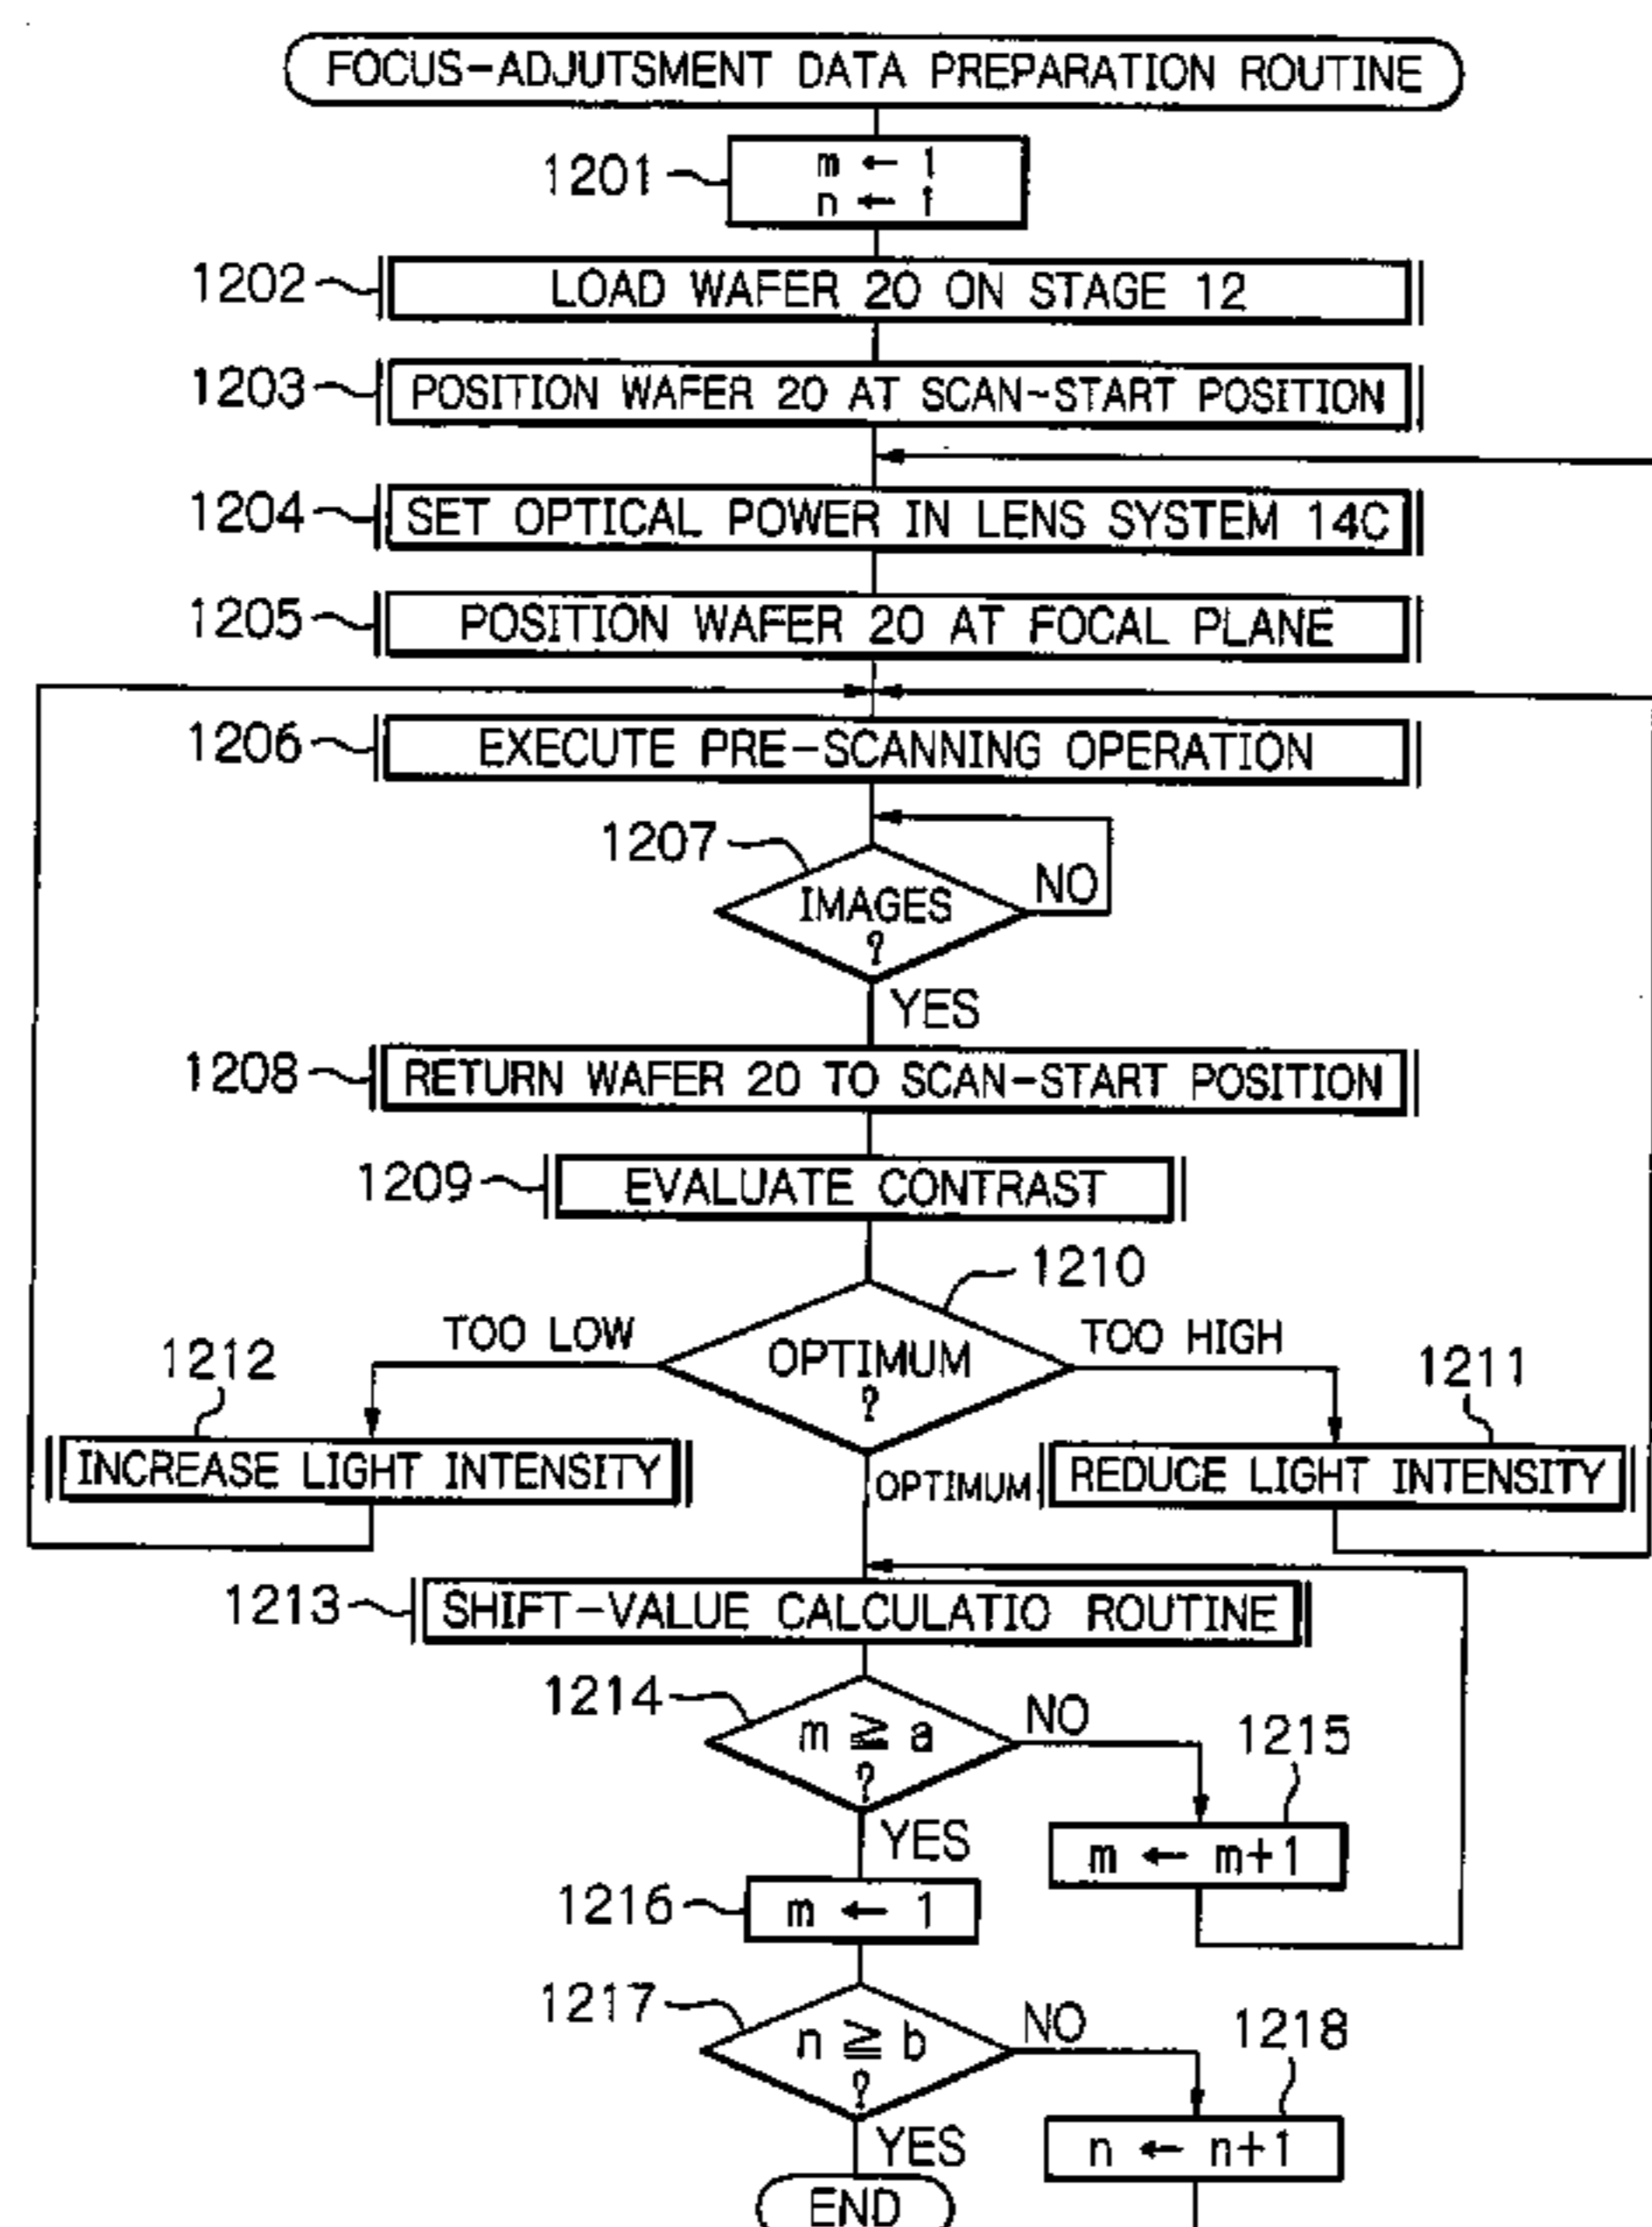 FOCUS-ADJUTSMENT DATA PREPARATION ROUTINE
1201
m ← 1
n ← 1
1202
LOAD WAFER 20 ON STAGE 12
1203
POSITION WAFER 20 AT SCAN-START POSITION
1204
SET OPTICAL POWER IN LENS SYSTEM 14C
1205
POSITION WAFER 20 AT FOCAL PLANE
1206
EXECUTE PRE-SCANNING OPERATION
1207
IMAGES
?
NO
YES
1208
RETURN WAFER 20 TO SCAN-START POSITION
1209
EVALUATE CONTRAST
1210
OPTIMUM
?
TOO LOW
TOO HIGH
1212
1211
INCREASE LIGHT INTENSITY
OPTIMUM
REDUCE LIGHT INTENSITY
1213
SHIFT-VALUE CALCULATIO ROUTINE
1214
m ≧ a
?
NO
1215
YES
m ← m+1
1216
m ← 1
1217
n ≧ b
?
NO
1218
YES
n ← n+1
END